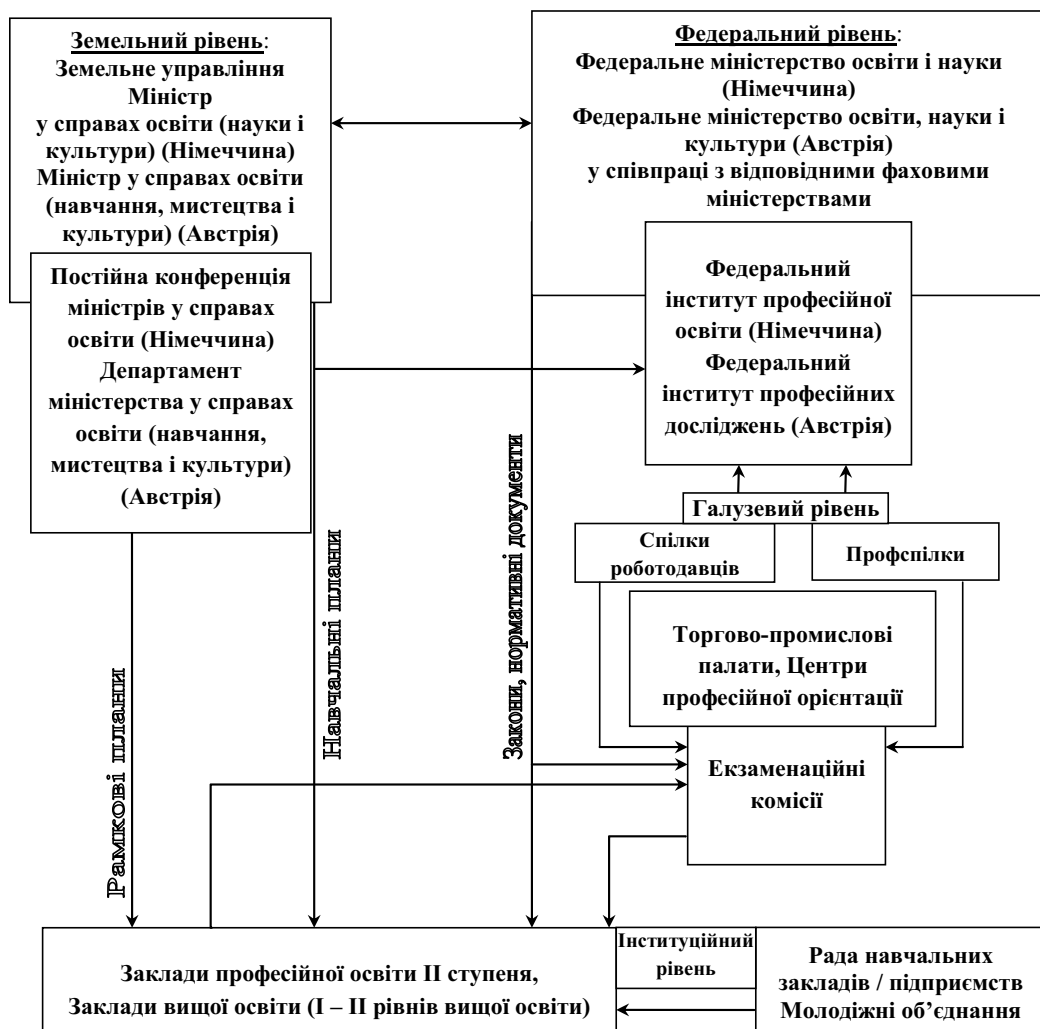 Земельний рівень:
Земельне управління
Міністр
у справах освіти (науки і
культури) (Німеччина)
Міністр у справах освіти
(навчання, мистецтва і
культури) (Австрія)
Постійна конференція
міністрів у справах
освіти (Німеччина)
Департамент
міністерства у справах
освіти (навчання,
мистецтва і культури)
(Австрія)
Федеральний рівень:
Федеральне міністерство освіти і науки
(Німеччина)
Федеральне міністерство освіти, науки і
культури (Австрія)
у співпраці з відповідними фаховими
міністерствами
Федеральний
інститут професійної
освіти (Німеччина)
Федеральний
інститут професійних
досліджень (Австрія)
Галузевий рівень
Спілки
роботодавців
Профспілки
Торгово-промислові
палати, Центри
професійної орієнтації
Екзаменаційні
комісії
Рамкові плани
Навчальні плани
Закони, нормативні документи
Заклади професійної освіти ІІ ступеня,
Заклади вищої освіти (І – ІІ рівнів вищої освіти)
Інституційний
рівень
Рада навчальних
закладів / підприємств
Молодіжні об’єднання